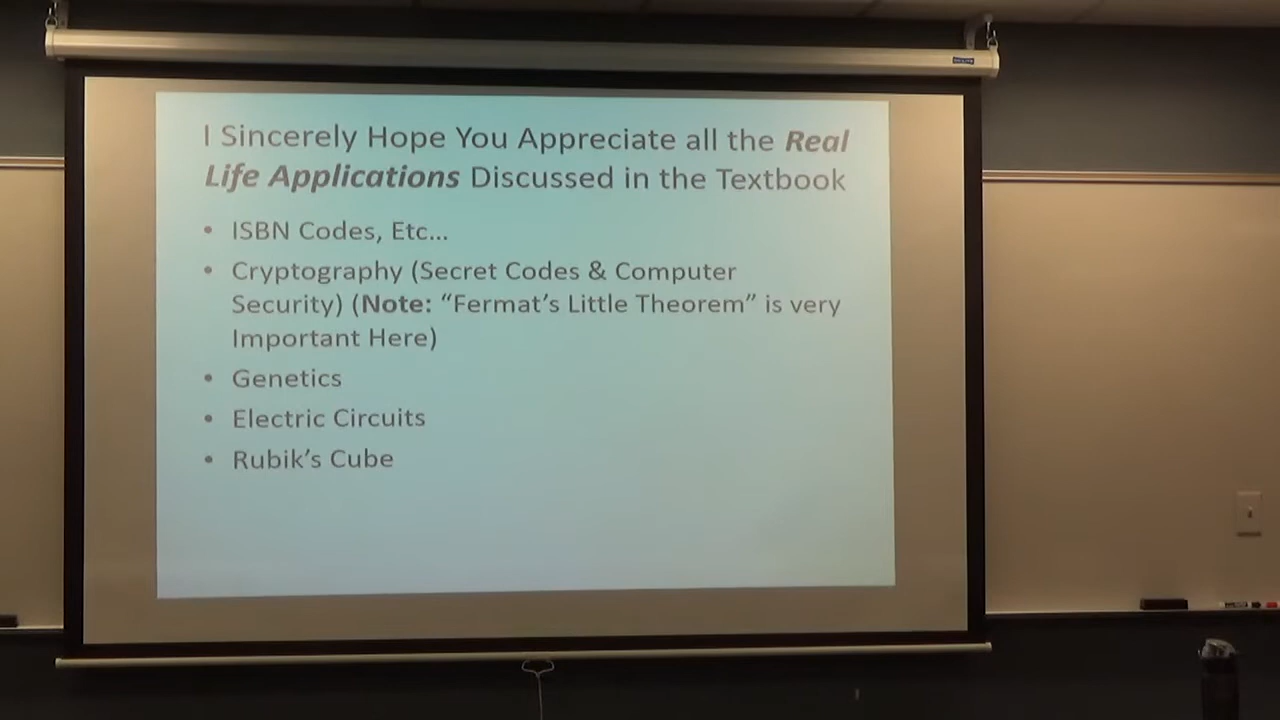 I Sincerely Hope You Appreciate all the Real
Life Applications Discussed in the Textbook
• ISBN Codes, Etc...
• Cryptography (Secret Codes & Computer
Security) (Note: “Fermat’s Little Theorem” is very
Important Here)
• Genetics
• Electric Circuits
• Rubik’s Cube